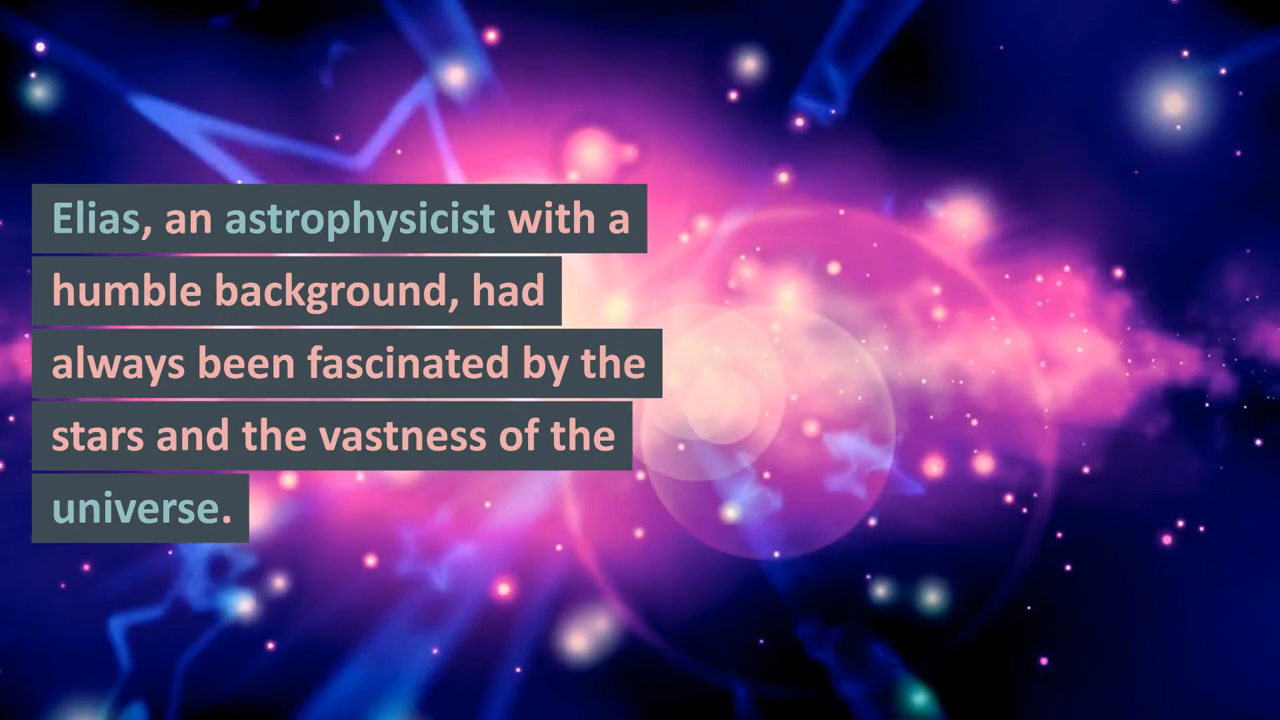 Elias, an astrophysicist with a
humble background, had
always been fascinated by the
stars and the vastness of the
universe.